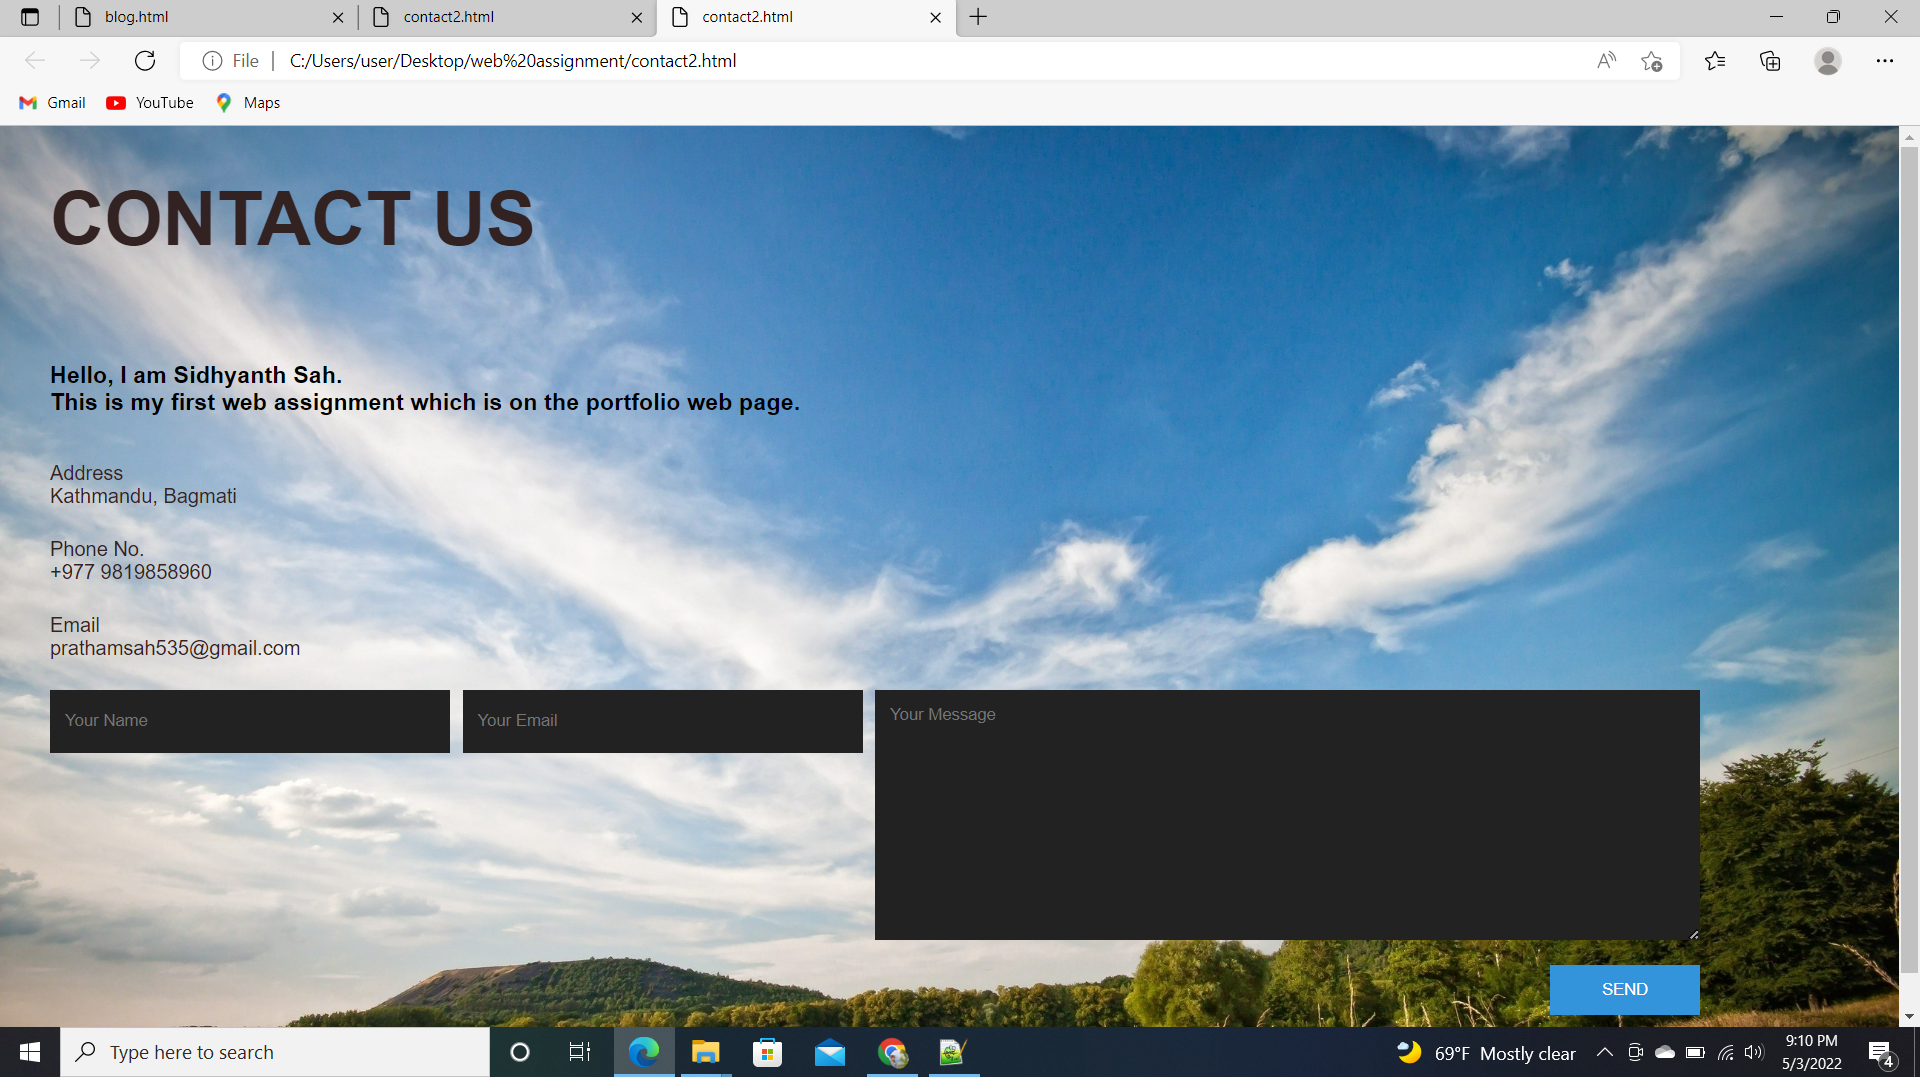 blog.html
contact2.html
contact2.html
File
C:/Users/user/Desktop/web%20assignment/contact2.html
Gmail
YouTube
Maps
CONTACT US
Hello, I am Sidhyanth Sah.
This is my first web assignment which is on the portfolio web page.
Address
Kathmandu, Bagmati
Phone No.
+977 9819858960
Email
prathamsah535@gmail.com
Your Name
Your Email
Your Message
SEND
Type here to search
69°F Mostly clear
9:10 PM
5/3/2022
4